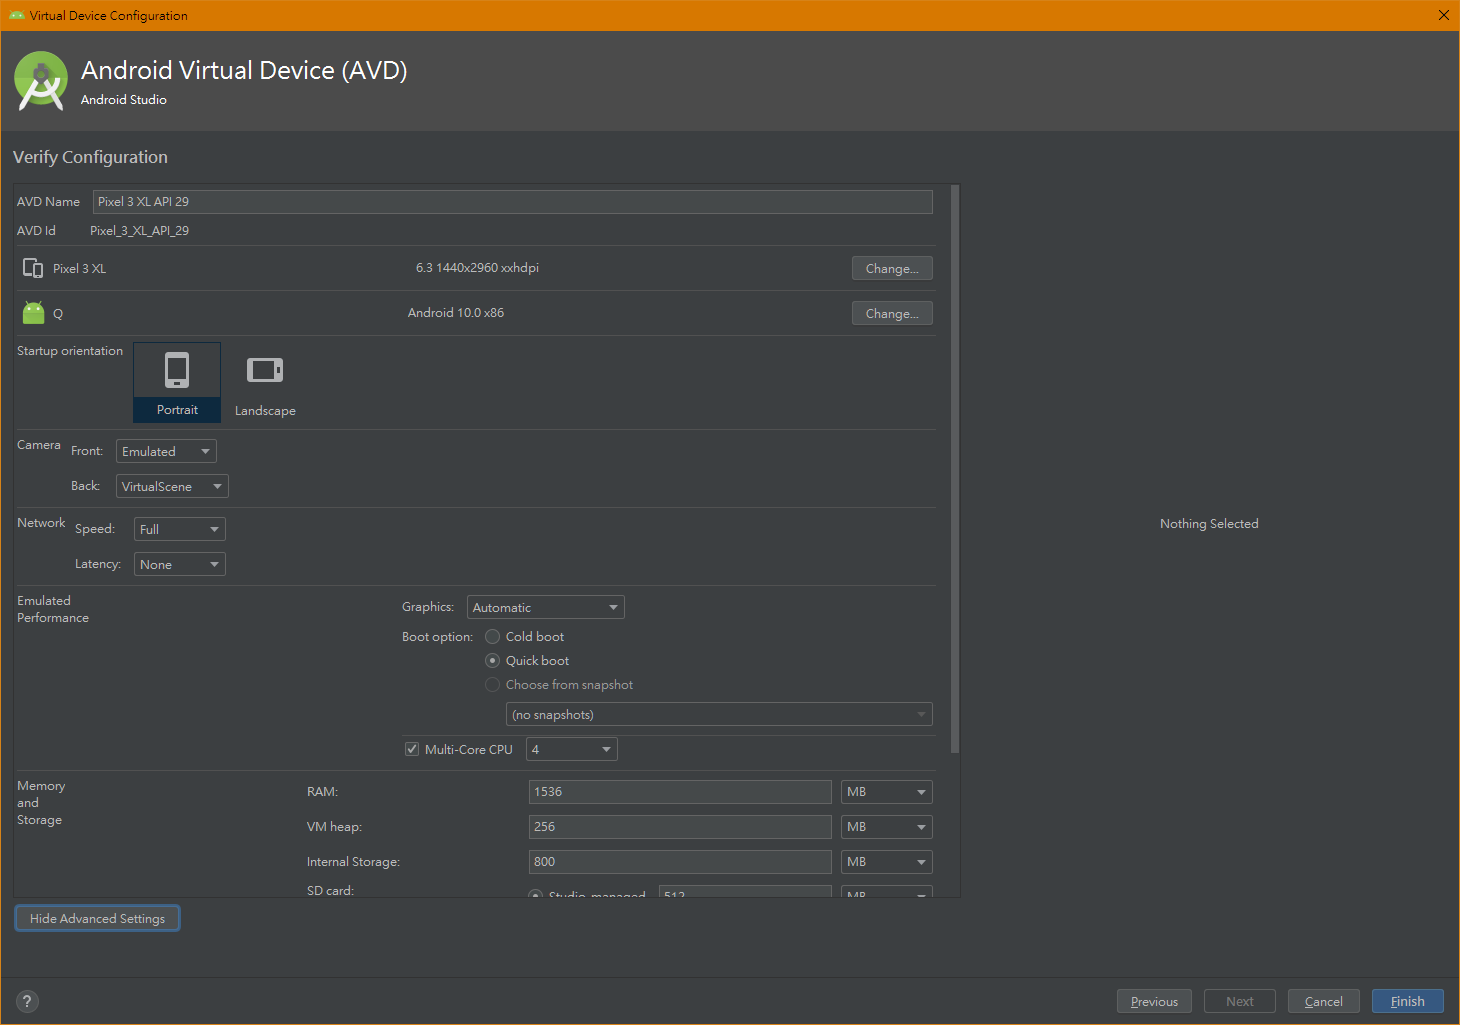 Virtual Device Configuration
Android Virtual Device (AVD)
Android Studio
Verify Configuration
AVD Name Pixel 3 XL API 29
AVD Id Pixel_3_XL_API_29
Pixel 3 XL 6.3 1440x2960 xxhdpi Change...
Q Android 10.0 x86 Change...
Startup orientation
Portrait Landscape
Camera Front: Emulated
Back: VirtualScene
Network Speed: Full
Latency: None
Nothing Selected
Emulated
Performance
Graphics: Automatic
Boot option: Cold boot
Quick boot
Choose from snapshot
(no snapshots)
Multi-Core CPU 4
Memory
and
Storage
RAM: 1536 MB
VM heap: 256 MB
Internal Storage: 800 MB
SD card: Studio-managed 512 MB
Hide Advanced Settings
? Previous Next Cancel Finish